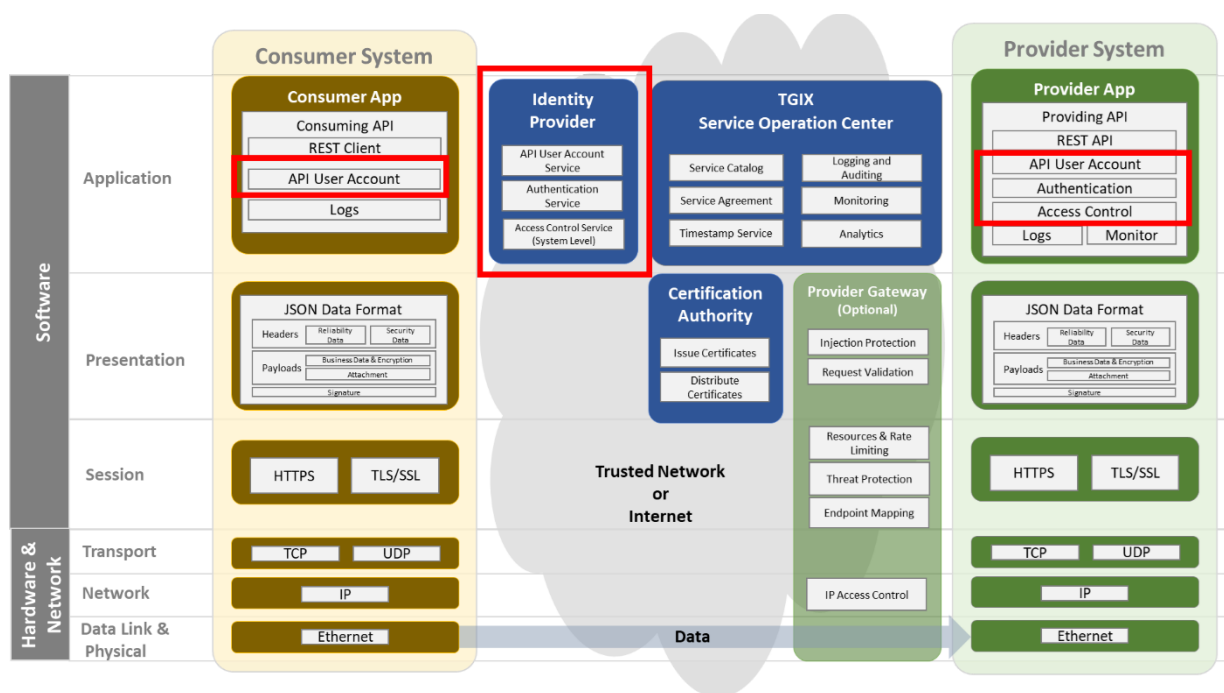 Consumer System
Provider System
Software
Hardware &
Network
Application
Presentation
Session
Transport
Network
Data Link &
Physical
Consumer App
Consuming API
REST Client
API User Account
Logs
JSON Data Format
Headers
Reliability
Data
Security
Data
Payloads
Business Data & Encryption
Attachment
Signature
HTTPS
TLS/SSL
TCP
UDP
IP
Ethernet
Identity
Provider
API User Account
Service
Authentication
Service
Access Control Service
(System Level)
TGIX
Service Operation Center
Service Catalog
Logging and
Auditing
Service Agreement
Monitoring
Timestamp Service
Analytics
Certification
Authority
Issue Certificates
Distribute
Certificates
Provider Gateway
(Optional)
Injection Protection
Request Validation
Resources & Rate
Limiting
Threat Protection
Endpoint Mapping
IP Access Control
Trusted Network
or
Internet
Data
Provider App
Providing API
REST API
API User Account
Authentication
Access Control
Logs
Monitor
JSON Data Format
Headers
Reliability
Data
Security
Data
Payloads
Business Data & Encryption
Attachment
Signature
HTTPS
TLS/SSL
TCP
UDP
IP
Ethernet